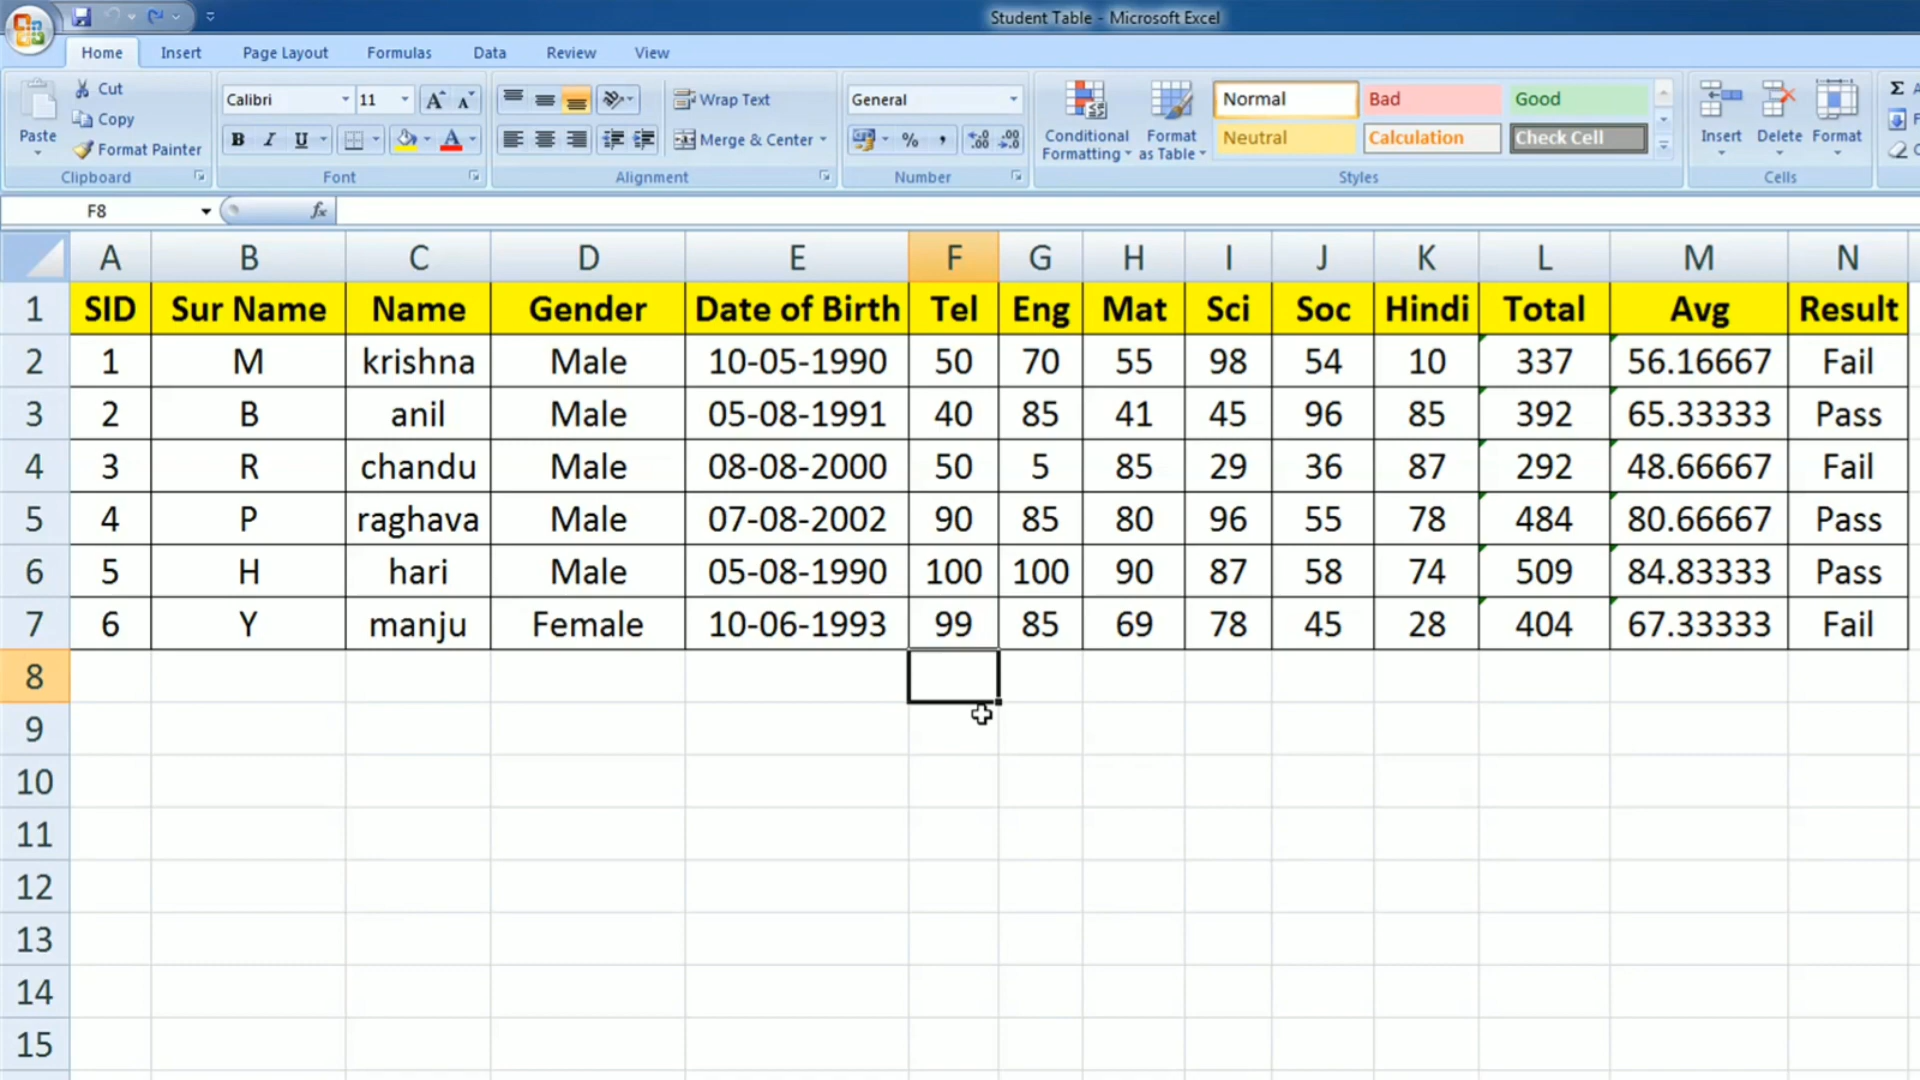 Student Table - Microsoft Excel
Home Insert Page Layout Formulas Data Review View
Paste
Cut
Copy
Format Painter
Clipboard
Calibri 11
B I U A
Font
Wrap Text
Merge & Center
Alignment
General
% ,
Number
Conditional Formatting
Format as Table
Normal Bad Good
Neutral Calculation Check Cell
Styles
Insert Delete Format
Cells
Σ
F8 fx
A B C D E F G H I J K L M N
1 SID Sur Name Name Gender Date of Birth Tel Eng Mat Sci Soc Hindi Total Avg Result
2 1 M krishna Male 10-05-1990 50 70 55 98 54 10 337 56.16667 Fail
3 2 B anil Male 05-08-1991 40 85 41 45 96 85 392 65.33333 Pass
4 3 R chandu Male 08-08-2000 50 5 85 29 36 87 292 48.66667 Fail
5 4 P raghava Male 07-08-2002 90 85 80 96 55 78 484 80.66667 Pass
6 5 H hari Male 05-08-1990 100 100 90 87 58 74 509 84.83333 Pass
7 6 Y manju Female 10-06-1993 99 85 69 78 45 28 404 67.33333 Fail
8
9
10
11
12
13
14
15